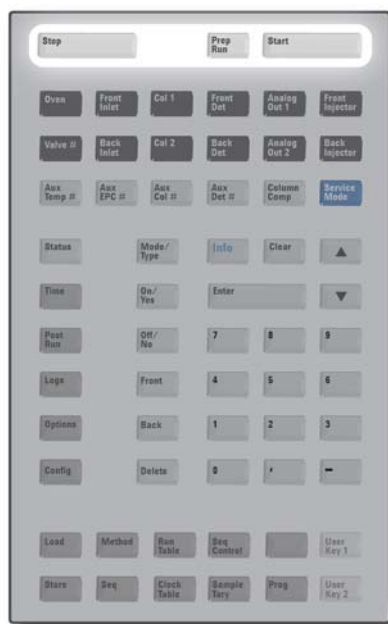 Stop
Prep
Run
Start
Oven
Front
Inlet
Col 1
Front
Det
Analog
Out 1
Front
Injector
Valve #
Back
Inlet
Col 2
Back
Det
Analog
Out 2
Back
Injector
Aux
Temp #
Aux
EPC #
Aux
Col #
Aux
Det #
Column
Comp
Service
Mode
Status
Mode/
Type
Info
Clear
▲
Time
On/
Yes
Enter
▼
Post
Run
Off/
No
7
8
9
Logs
Front
4
5
6
Options
Back
1
2
3
Config
Delete
0
,
–
Load
Method
Run
Table
Seq
Control
User
Key 1
Store
Seq
Clock
Table
Sample
Tary
Prog
User
Key 2